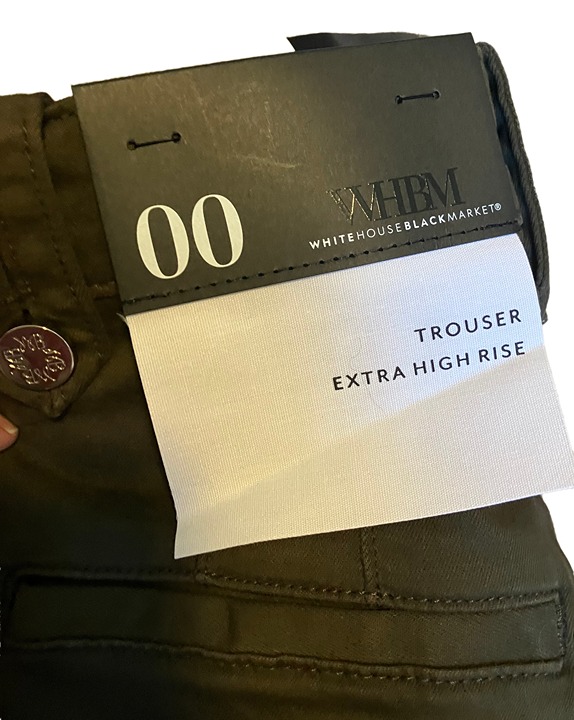 00
WHBM
WHITEHOUSEBLACKMARKET®
TROUSER
EXTRA HIGH RISE